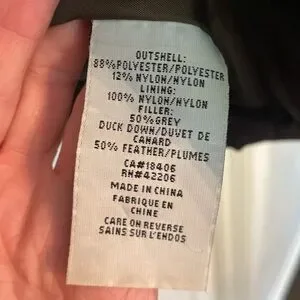 OUTSHELL:
88%POLYESTER/POLYESTER
12% NYLON/NYLON
LINING:
100% NYLON/NYLON
FILLER:
50%GREY
DUCK DOWN/DUVET DE
CANARD
50% FEATHER/PLUMES
CA#18406
RN#42206
MADE IN CHINA
FABRIQUE EN
CHINE
CARE ON REVERSE
SAINS SUR L'ENDOS